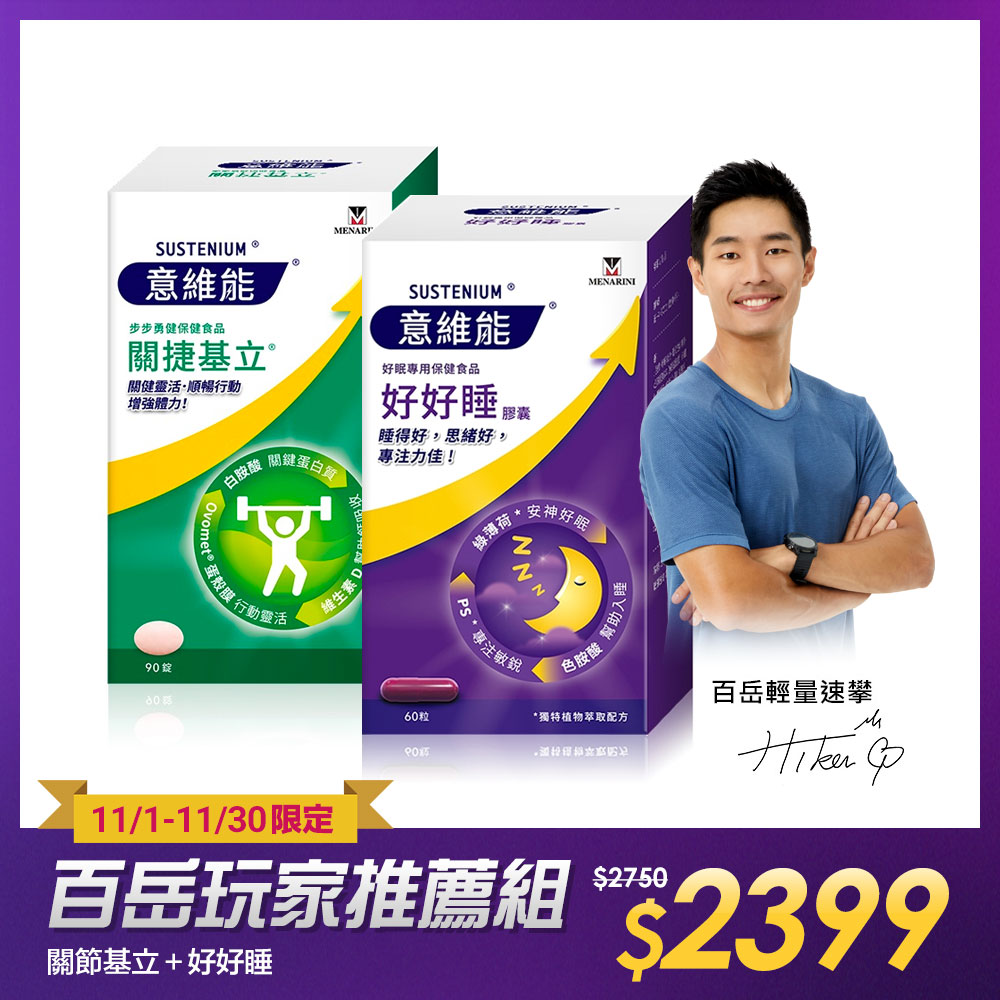 SUSTENIUM®
意維能®
步步勇健保健食品
關捷基立®
關健靈活·順暢行動
增強體力!
白胺酸 關鍵蛋白質
Ovomet® 蛋殼膜 行動靈活
維生素 D
90錠
MENARINI
SUSTENIUM®
意維能®
好眠專用保健食品
好好睡 膠囊
睡得好，思緒好，
專注力佳！
綠薄荷*安神好眠
色胺酸 幫助入睡
PS*專注敏銳
60粒
*獨特植物萃取配方
百岳輕量速攀
Hiker
11/1-11/30限定
百岳玩家推薦組
關節基立+好好睡
$2750
$2399